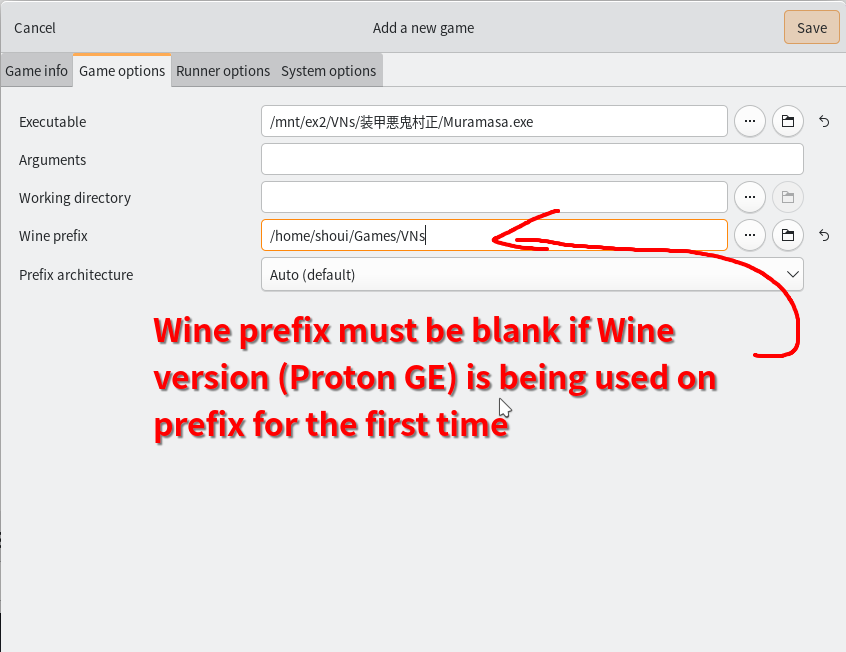 Cancel
Add a new game
Save
Game info
Game options
Runner options
System options
Executable
/mnt/ex2/VNs/装甲悪鬼村正/Muramasa.exe
Arguments
Working directory
Wine prefix
/home/shoui/Games/VNs
Prefix architecture
Auto (default)
Wine prefix must be blank if Wine
version (Proton GE) is being used on
prefix for the first time